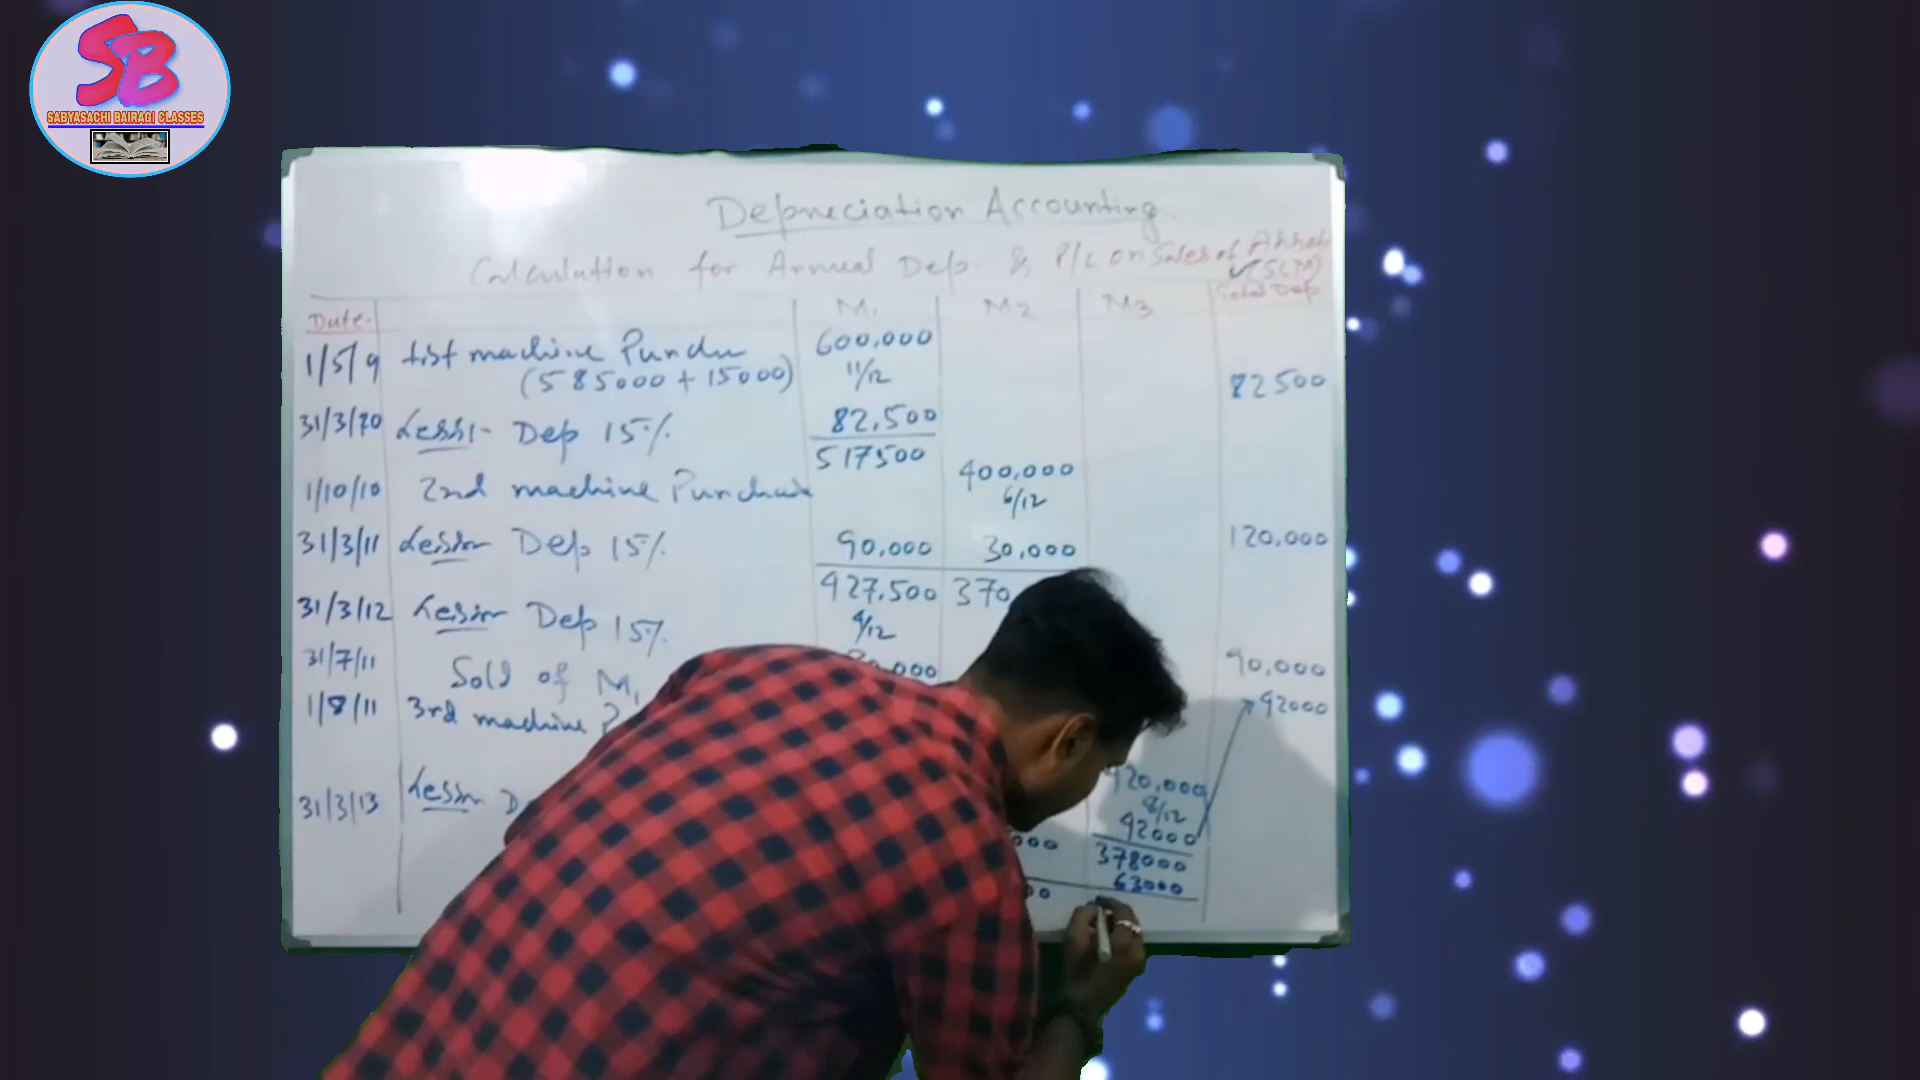 SB
SABYASACHI BAIRAGI CLASSES
Depreciation Accounting.
Calculation for Annual Dep. & P/L on Sales of Asset
✓(SLM)
Date. M1 M2 M3 Total Dep
1/5/9 1st machine 600,000
(585000 + 15000) 11/12 82500
31/3/10 Less:- Dep 15% 82,500
517500
1/10/10 2nd machine Purchase 400,000
6/12
31/3/11 Less:- Dep 15% 90,000 30,000 120,000
427,500 370
31/3/12 Less:- Dep 15% 4/12
31/7/11 Sold of M1 000 90,000
1/8/11 3rd machine P 42000
420,000
8/12
31/3/13 Less:- D 42000
000 378000
63000
00